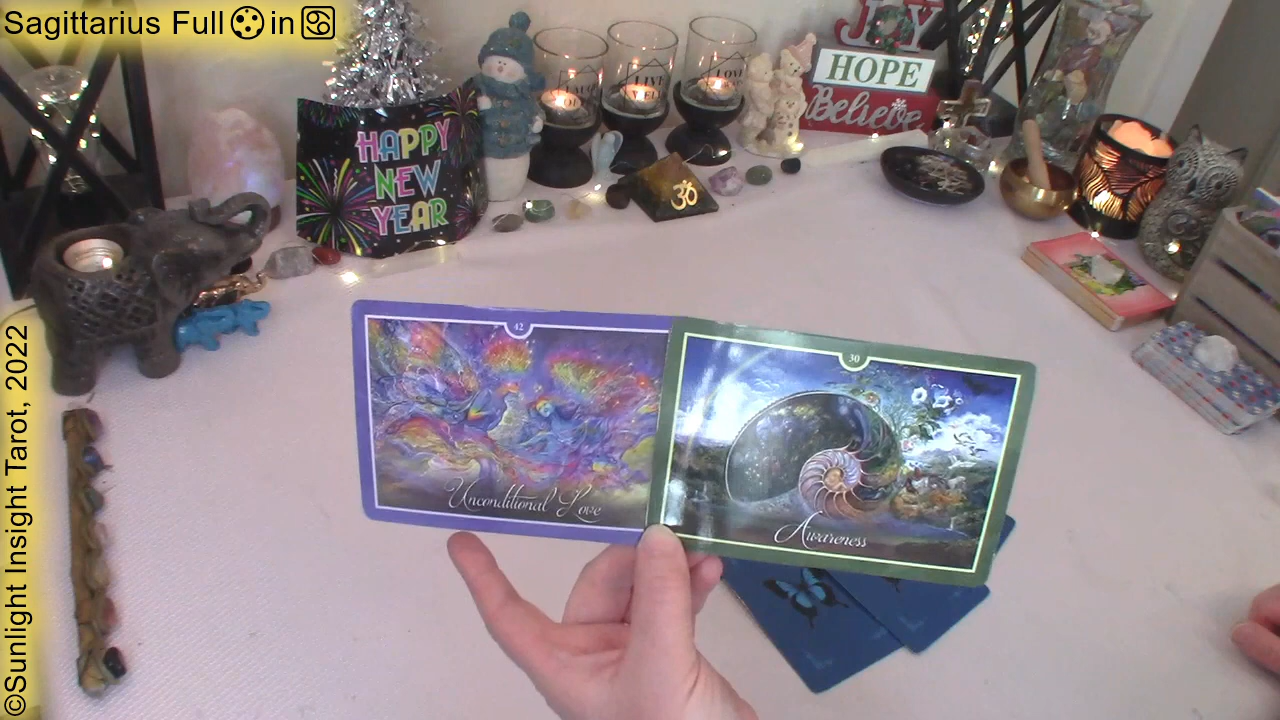 Sagittarius Full🌕in♋
JOY
HOPE
Believe
HAPPY
NEW
YEAR
LIVE
LOVE
ॐ
42
Unconditional Love
30
Awareness
©Sunlight Insight Tarot, 2022